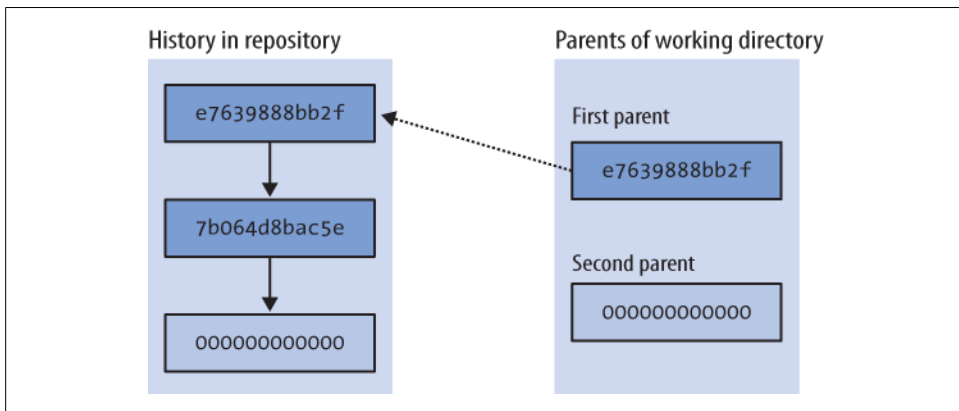 History in repository
e7639888bb2f
7b064d8bac5e
000000000000
Parents of working directory
First parent
e7639888bb2f
Second parent
000000000000